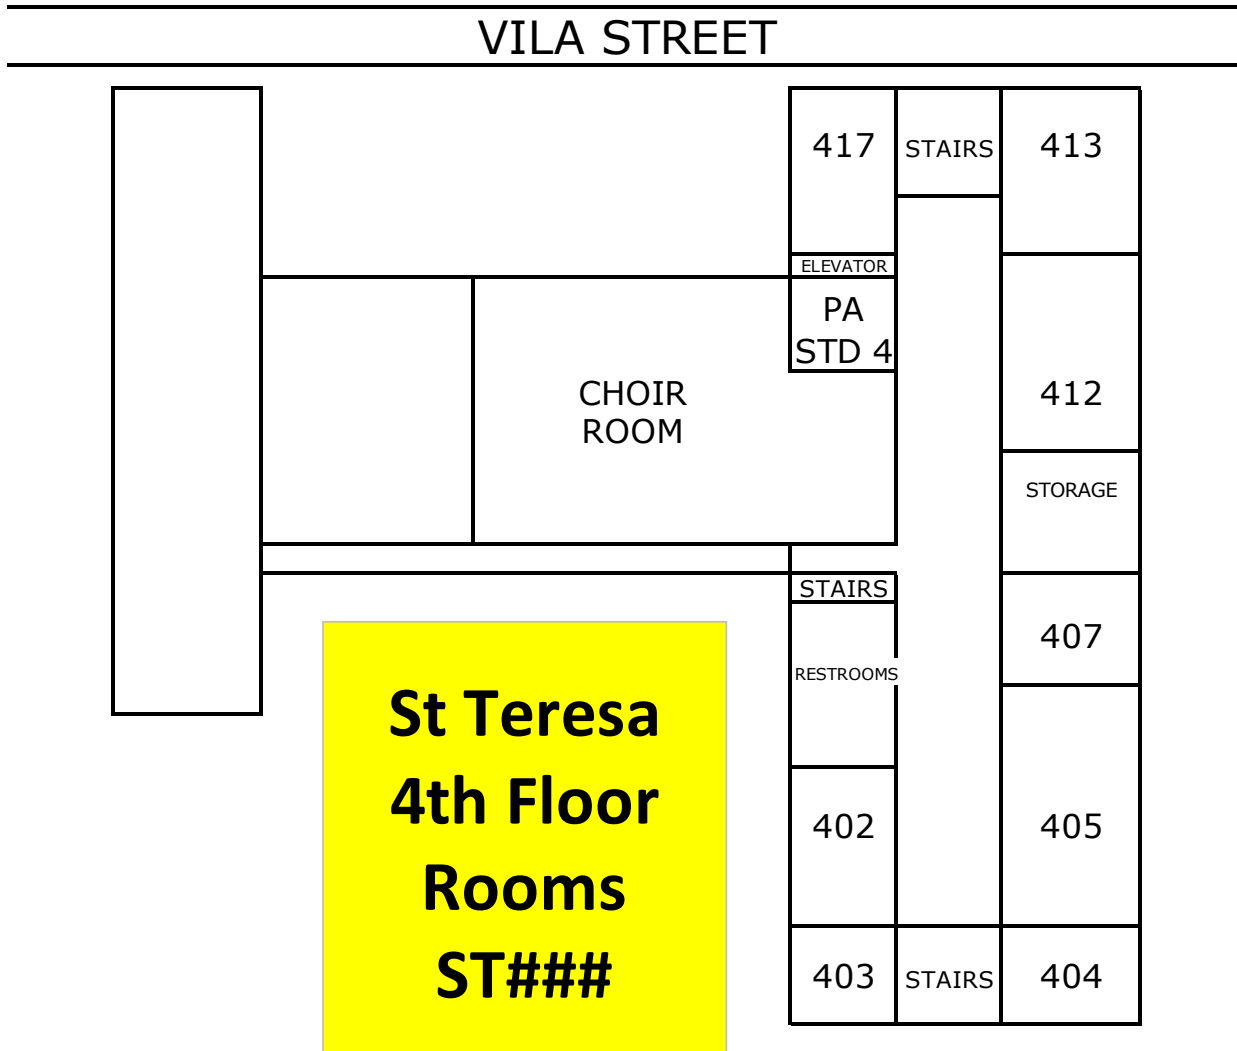 VILA STREET
417
STAIRS
413
ELEVATOR
PA
STD 4
CHOIR
ROOM
412
STORAGE
STAIRS
407
RESTROOMS
St Teresa
4th Floor
Rooms
ST###
402
405
403
STAIRS
404